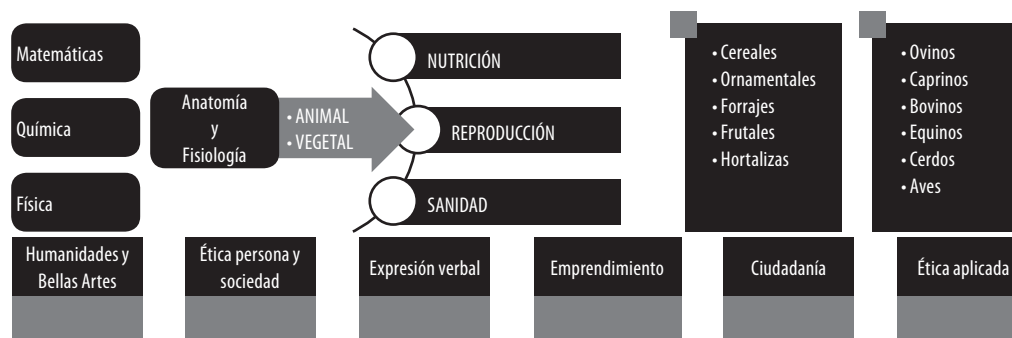 Matemáticas
Química
Física
Anatomía
y
Fisiología
• ANIMAL
• VEGETAL
NUTRICIÓN
REPRODUCCIÓN
SANIDAD
• Cereales
• Ornamentales
• Forrajes
• Frutales
• Hortalizas
• Ovinos
• Caprinos
• Bovinos
• Equinos
• Cerdos
• Aves
Humanidades y
Bellas Artes
Ética persona y
sociedad
Expresión verbal
Emprendimiento
Ciudadanía
Ética aplicada